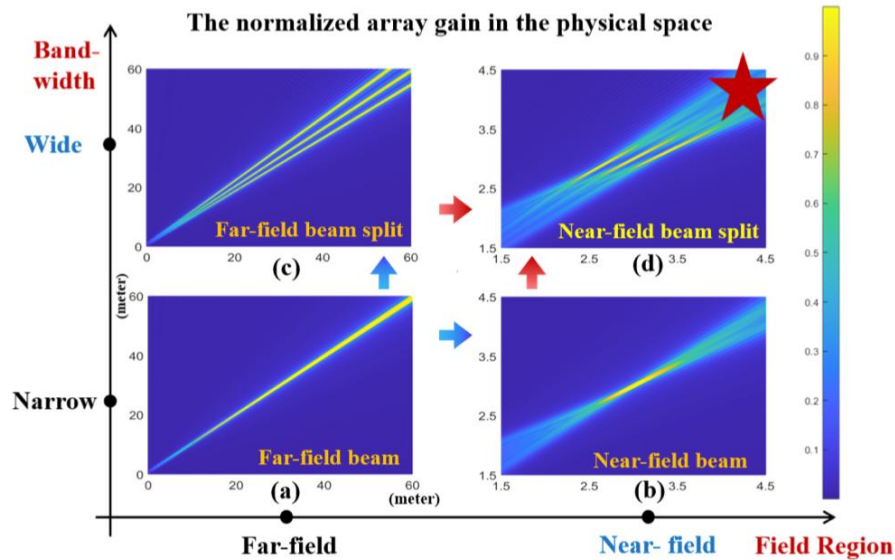 The normalized array gain in the physical space
Band-
width
Wide
Narrow
60
40
20
0
0
20
40
60
Far-field beam split
(c)
4.5
3.5
2.5
1.5
1.5
2.5
3.5
4.5
Near-field beam split
(d)
(meter)
60
40
20
0
0
20
40
60
Far-field beam
(a)
(meter)
4.5
3.5
2.5
1.5
1.5
2.5
3.5
4.5
Near-field beam
(b)
0.9
0.8
0.7
0.6
0.5
0.4
0.3
0.2
0.1
Far-field
Near- field
Field Region